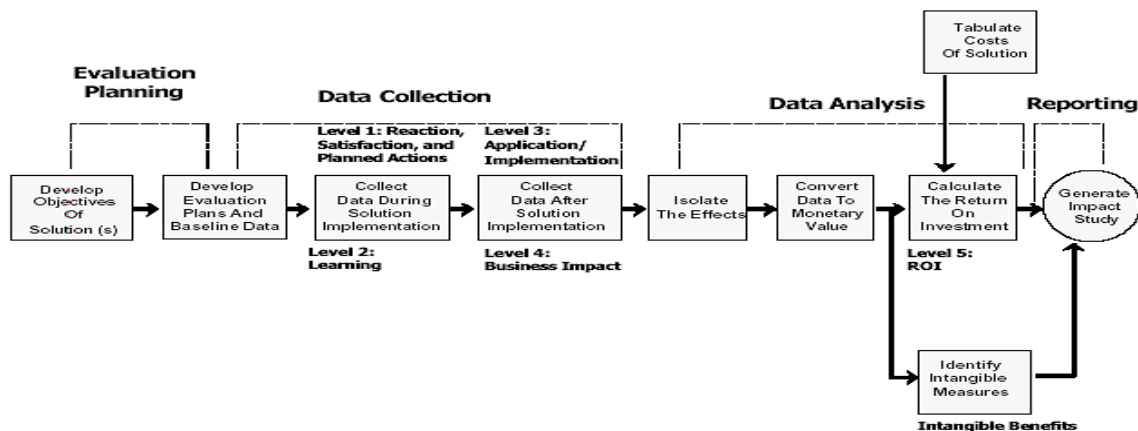 Tabulate
Costs
Of Solution
Evaluation
Planning
Data Collection
Data Analysis
Reporting
Level 1: Reaction,
Satisfaction, and
Planned Actions
Level 3:
Application/
Implementation
Develop
Objectives
Of
Solution (s)
Develop
Evaluation
Plans And
Baseline Data
Collect
Data During
Solution
Implementation
Collect
Data After
Solution
Implementation
Isolate
The Effects
Convert
Data To
Monetary
Value
Calculate
The Return
On
Investment
Generate
Impact
Study
Level 2:
Learning
Level 4:
Business Impact
Level 5:
ROI
Identify
Intangible
Measures
Intangible Benefits